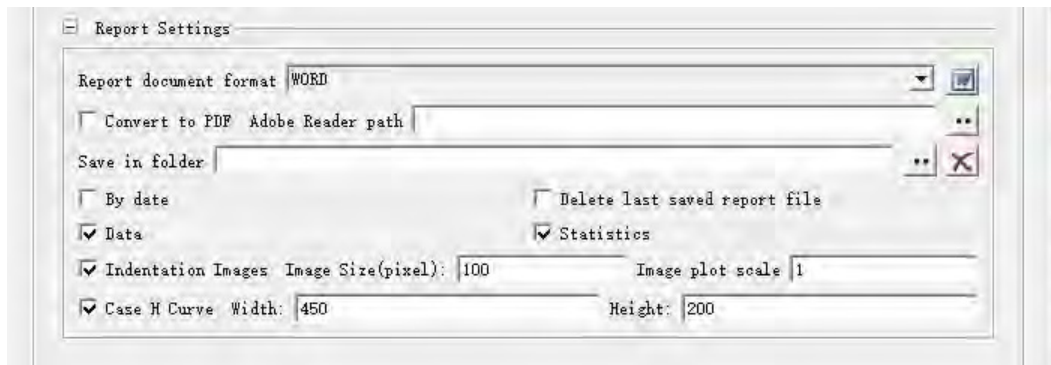 Report Settings
Report document format WORD
Convert to PDF Adobe Reader path
Save in folder
By date Delete last saved report file
Data Statistics
Indentation Images Image Size(pixel): 100 Image plot scale 1
Case H Curve Width: 450 Height: 200